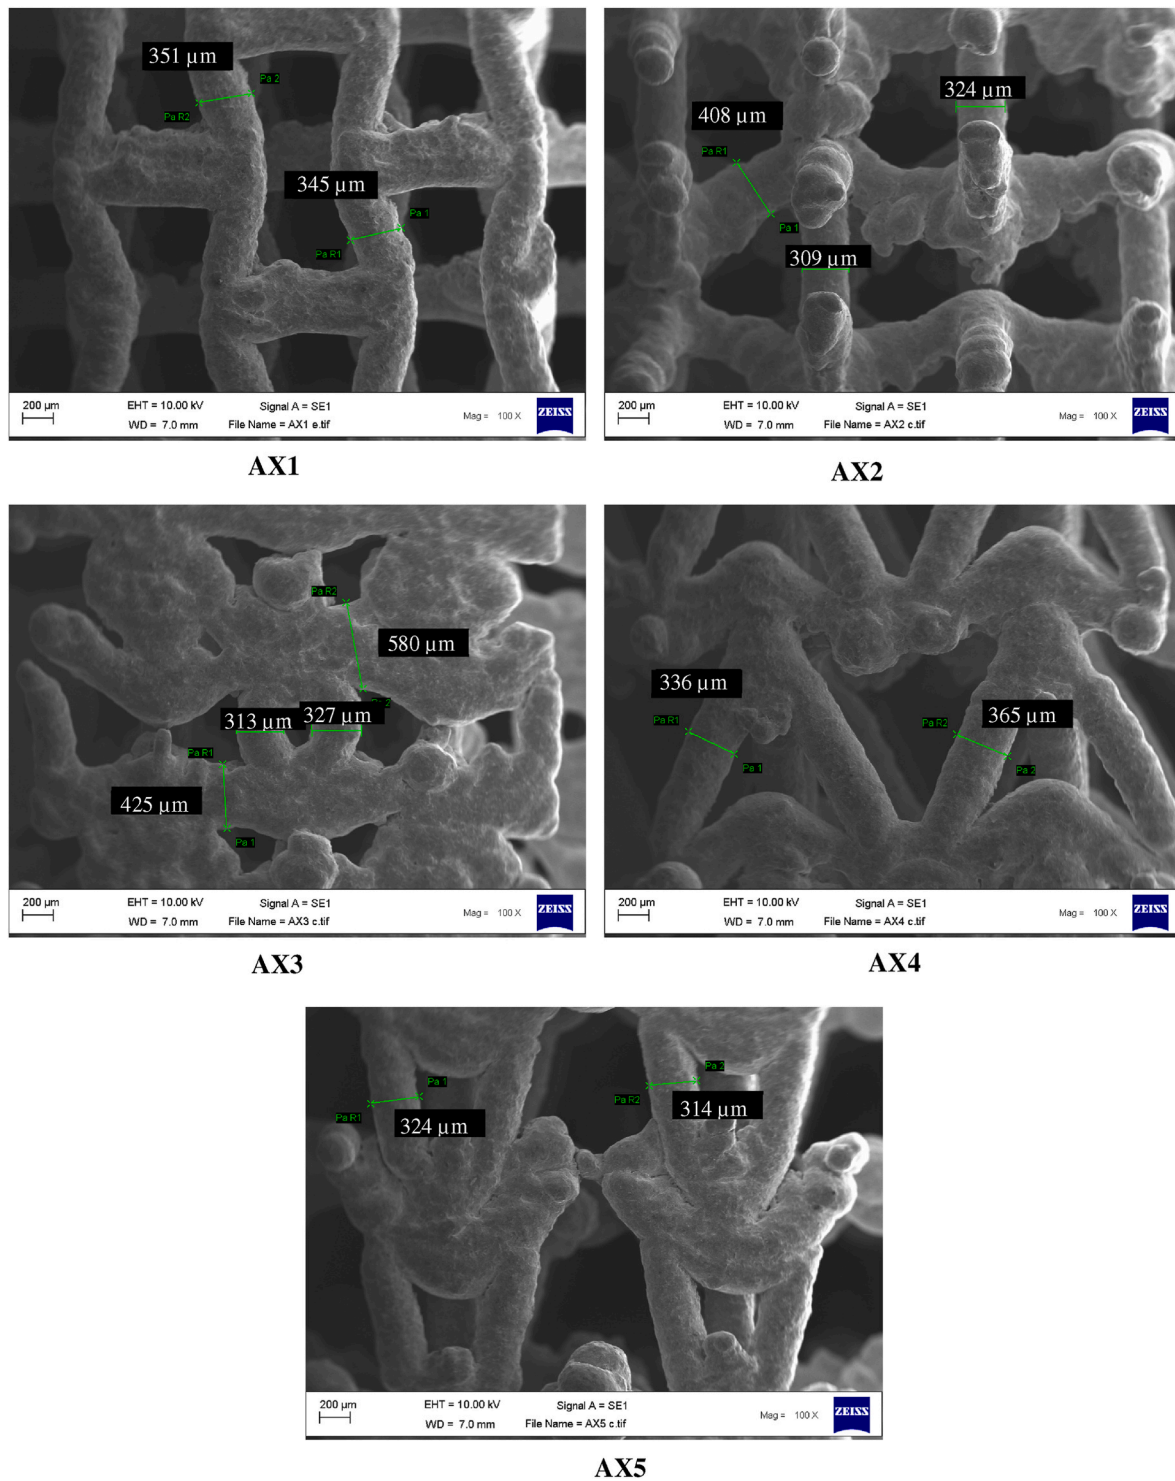 351 µm
Pa 2
Pa R2
345 µm
Pa 1
Pa R1
200 µm
EHT = 10.00 kV
Signal A = SE1
WD = 7.0 mm
File Name = AX1 e.tif
Mag = 100 X
ZEISS
AX1
324 µm
408 µm
Pa R1
Pa 1
309 µm
200 µm
EHT = 10.00 kV
Signal A = SE1
WD = 7.0 mm
File Name = AX2 c.tif
Mag = 100 X
ZEISS
AX2
Pa R2
580 µm
Pa 2
313 µm
327 µm
Pa R1
425 µm
Pa 1
200 µm
EHT = 10.00 kV
Signal A = SE1
WD = 7.0 mm
File Name = AX3 c.tif
Mag = 100 X
ZEISS
AX3
336 µm
Pa R1
Pa 1
365 µm
Pa R2
Pa 2
200 µm
EHT = 10.00 kV
Signal A = SE1
WD = 7.0 mm
File Name = AX4 c.tif
Mag = 100 X
ZEISS
AX4
Pa 1
Pa R1
324 µm
Pa 2
Pa R2
314 µm
200 µm
EHT = 10.00 kV
Signal A = SE1
WD = 7.0 mm
File Name = AX5 c.tif
Mag = 100 X
ZEISS
AX5